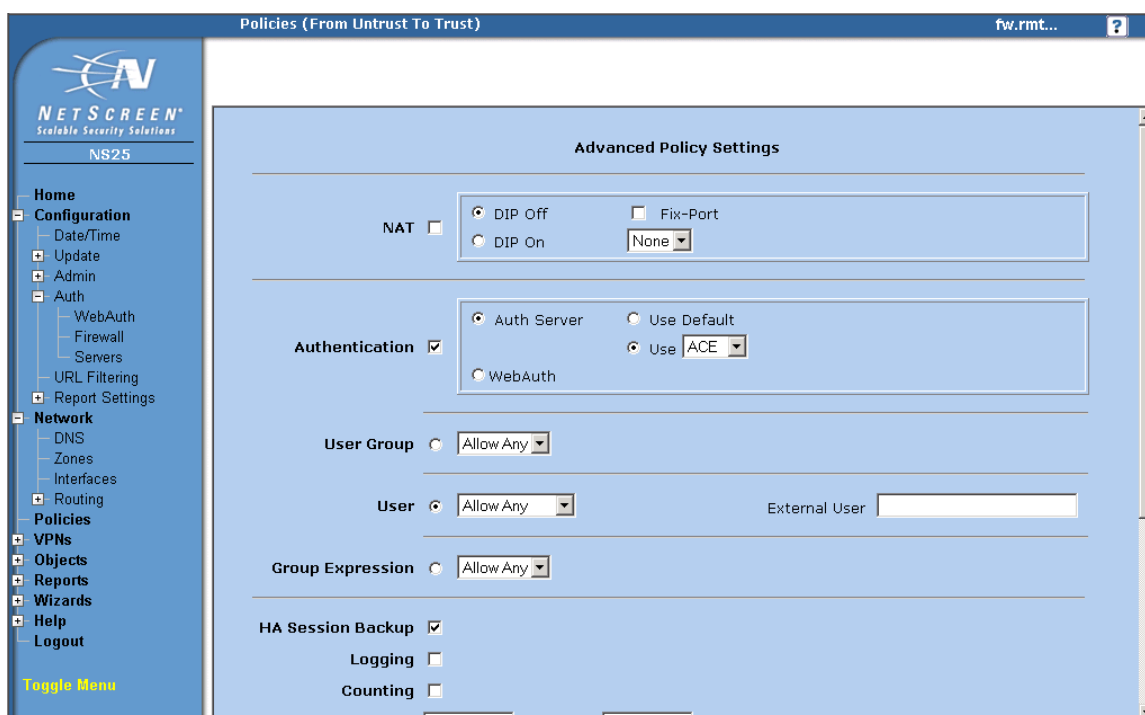 Policies (From Untrust To Trust)
fw.rmt...
?
N
NETSCREEN
Scalable Security Solutions
NS25
Home
Configuration
Date/Time
Update
Admin
Auth
WebAuth
Firewall
Servers
URL Filtering
Report Settings
Network
DNS
Zones
Interfaces
Routing
Policies
VPNs
Objects
Reports
Wizards
Help
Logout
Toggle Menu
Advanced Policy Settings
NAT
DIP Off
Fix-Port
DIP On
None
Authentication
Auth Server
Use Default
Use ACE
WebAuth
User Group
Allow Any
User
Allow Any
External User
Group Expression
Allow Any
HA Session Backup
Logging
Counting